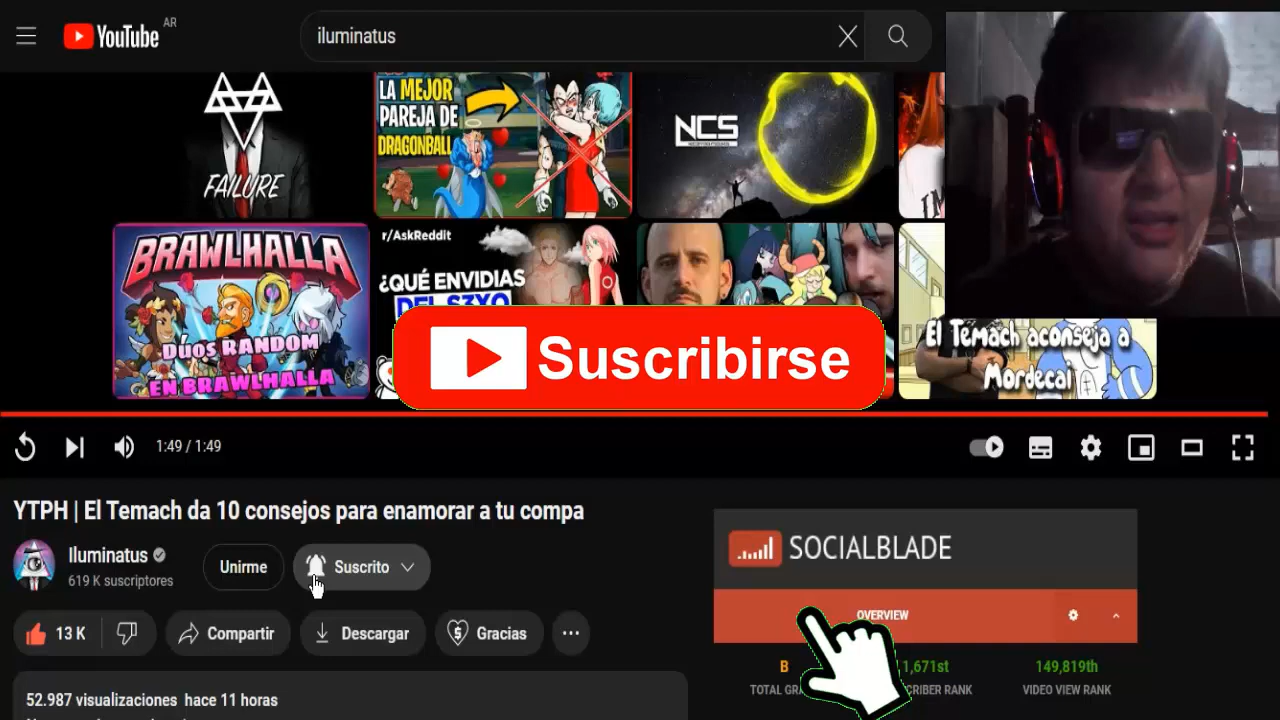 YouTube AR
iluminatus
FAILURE
LA MEJOR
PAREJA DE
DRAGONBALL
NCS
BRAWLHALLA
DÚOS RANDOM
EN BRAWLHALLA
r/AskReddit
¿QUÉ ENVIDIAS
DEL S3XO
El Temach aconseja a
Mordecai
Suscribirse
1:49 / 1:49
YTPH | El Temach da 10 consejos para enamorar a tu compa
Iluminatus
619 K suscriptores
Unirme
Suscrito
13 K
Compartir
Descargar
Gracias
52.987 visualizaciones hace 11 horas
SOCIALBLADE
OVERVIEW
B
1,671st
149,819th
TOTAL
RANK
VIDEO VIEW RANK